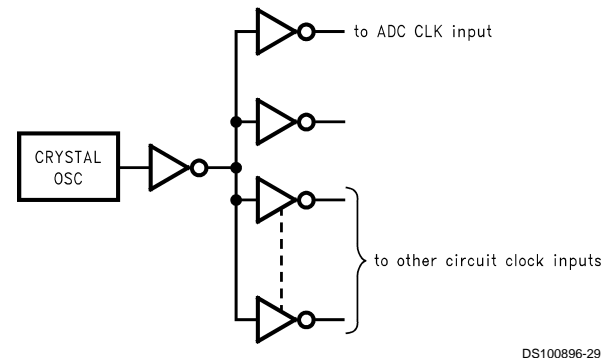 to ADC CLK input
CRYSTAL
OSC
to other circuit clock inputs
DS100896-29